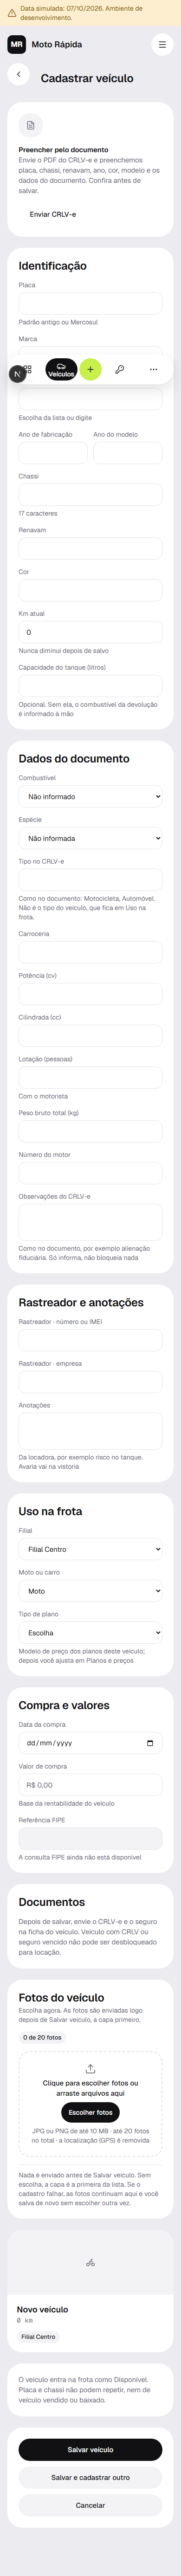 Data simulada: 07/10/2026. Ambiente de
desenvolvimento.
MR
Moto Rápida
Cadastrar veículo
Preencher pelo documento
Envie o PDF do CRLV-e e preenchemos
placa, chassi, renavam, ano, cor, modelo e os
dados do documento. Confira antes de
salvar.
Enviar CRLV-e
Identificação
Placa
Padrão antigo ou Mercosul
Marca
N
Veículos
Escolha da lista ou digite
Ano de fabricação
Ano do modelo
Chassi
17 caracteres
Renavam
Cor
Km atual
0
Nunca diminui depois de salvo
Capacidade do tanque (litros)
Opcional. Sem ela, o combustível da devolução
é informado à mão
Dados do documento
Combustível
Não informado
Espécie
Não informada
Tipo no CRLV-e
Como no documento: Motocicleta, Automóvel.
Não é o tipo do veículo, que fica em Uso na
frota.
Carroceria
Potência (cv)
Cilindrada (cc)
Lotação (pessoas)
Com o motorista
Peso bruto total (kg)
Número do motor
Observações do CRLV-e
Como no documento, por exemplo alienação
fiduciária. Só informa, não bloqueia nada
Rastreador e anotações
Rastreador · número ou IMEI
Rastreador · empresa
Anotações
Da locadora, por exemplo risco no tanque.
Avaria vai na vistoria
Uso na frota
Filial
Filial Centro
Moto ou carro
Moto
Tipo de plano
Escolha
Modelo de preço dos planos deste veículo;
depois você ajusta em Planos e preços
Compra e valores
Data da compra
dd/mm/yyyy
Valor de compra
R$ 0,00
Base da rentabilidade do veículo
Referência FIPE
A consulta FIPE ainda não está disponível
Documentos
Depois de salvar, envie o CRLV-e e o seguro
na ficha do veículo. Veículo com CRLV ou
seguro vencido não pode ser desbloqueado
para locação.
Fotos do veículo
Escolha agora. As fotos são enviadas logo
depois de Salvar veículo, a capa primeiro.
0 de 20 fotos
Clique para escolher fotos ou
arraste arquivos aqui
Escolher fotos
JPG ou PNG de até 10 MB · até 20 fotos
no total · a localização (GPS) é removida
Nada é enviado antes de Salvar veículo. Sem
escolha, a capa é a primeira da lista. Se o
cadastro falhar, as fotos continuam aqui e você
salva de novo sem escolher outra vez.
Novo veículo
0 km
Filial Centro
O veículo entra na frota como Disponível.
Placa e chassi não podem repetir, nem de
veículo vendido ou baixado.
Salvar veículo
Salvar e cadastrar outro
Cancelar